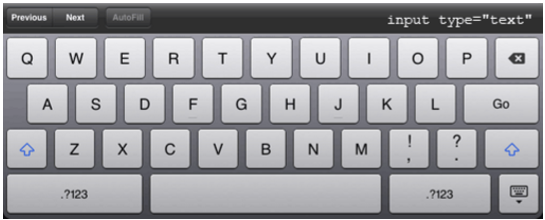 Previous Next AutoFill input type="text"
Q W E R T Y U I O P
A S D F G H J K L Go
Z X C V B N M ! , ? .
.?123 .?123